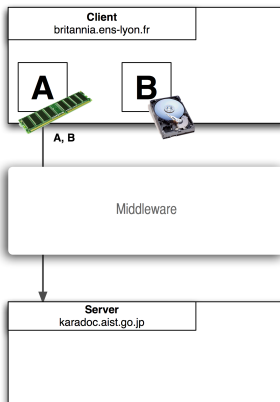 Client
britannia.ens-lyon.fr
A
B
A, B
Middleware
Server
karadoc.aist.go.jp